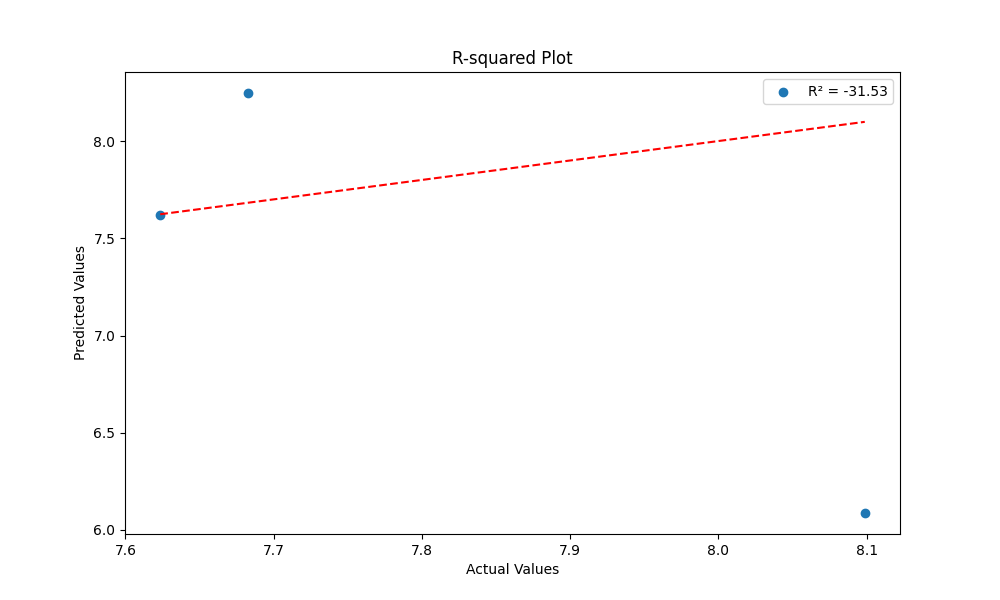 R-squared Plot
R² = -31.53
8.0
7.5
7.0
6.5
6.0
Predicted Values
7.6 7.7 7.8 7.9 8.0 8.1
Actual Values